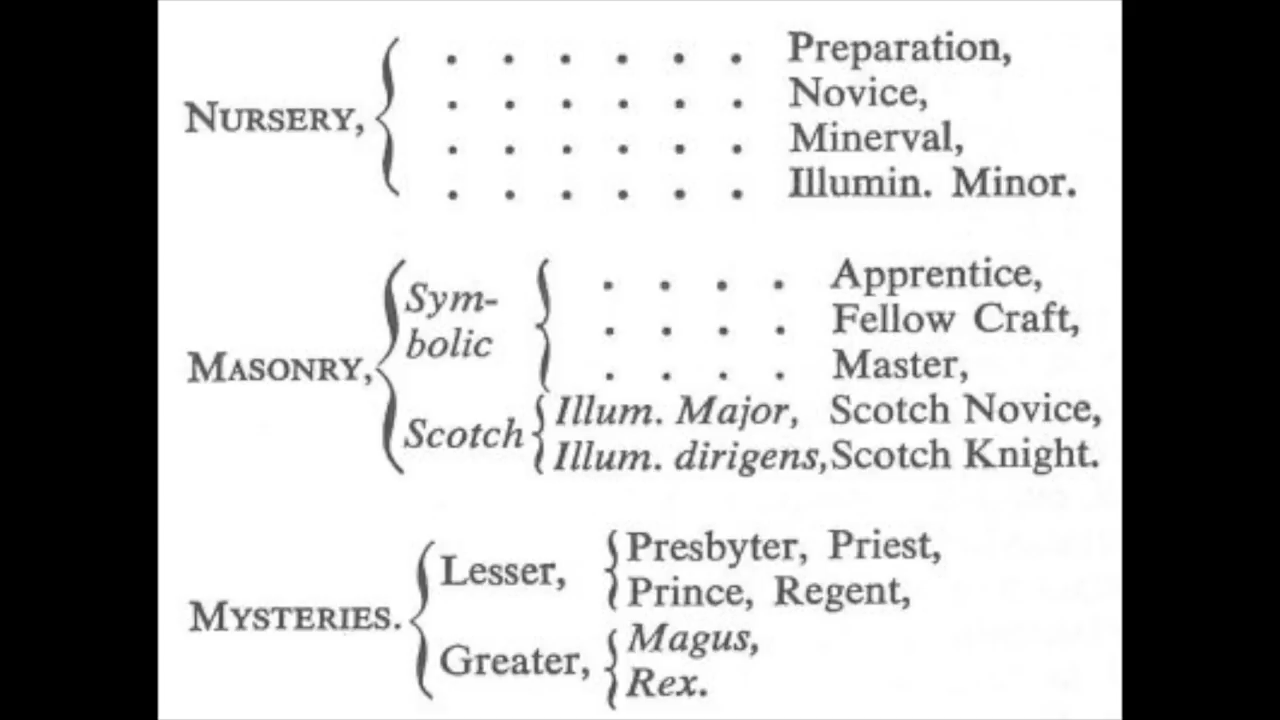 NURSERY, { . . . . . . Preparation,
. . . . . . Novice,
. . . . . . Minerval,
. . . . . . Illumin. Minor.
MASONRY, { Sym-
bolic { . . . . Apprentice,
. . . . Fellow Craft,
. . . . Master,
Scotch { Illum. Major, Scotch Novice,
Illum. dirigens, Scotch Knight.
MYSTERIES. { Lesser, { Presbyter, Priest,
Prince, Regent,
Greater, { Magus,
Rex.